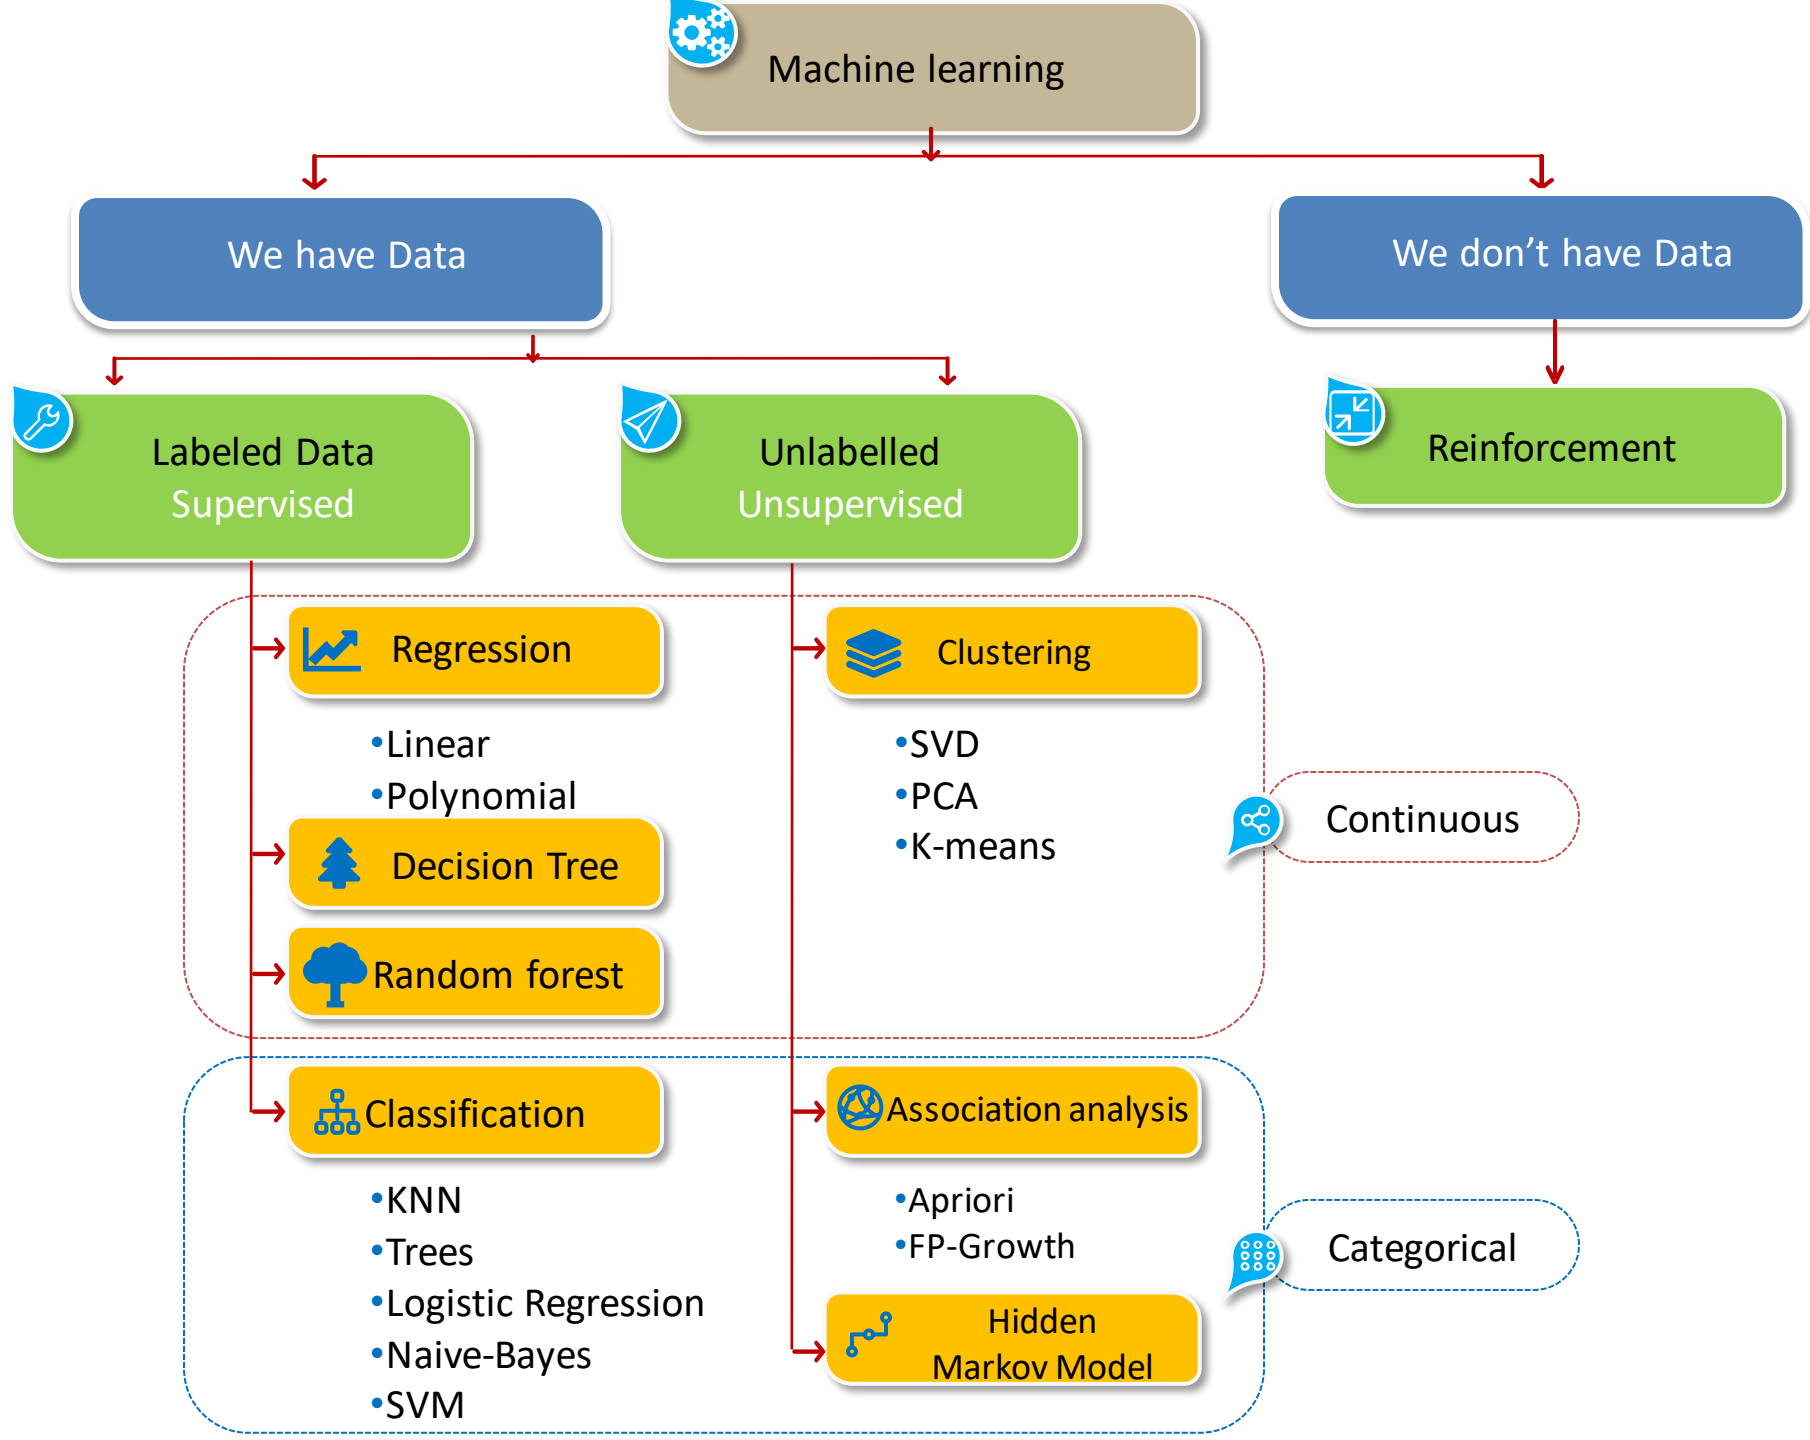 Machine learning
We have Data
We don't have Data
Labeled Data
Supervised
Unlabelled
Unsupervised
Reinforcement
Regression
•Linear
•Polynomial
Decision Tree
Random forest
Clustering
•SVD
•PCA
•K-means
Continuous
Classification
•KNN
•Trees
•Logistic Regression
•Naive-Bayes
•SVM
Association analysis
•Apriori
•FP-Growth
Hidden
Markov Model
Categorical